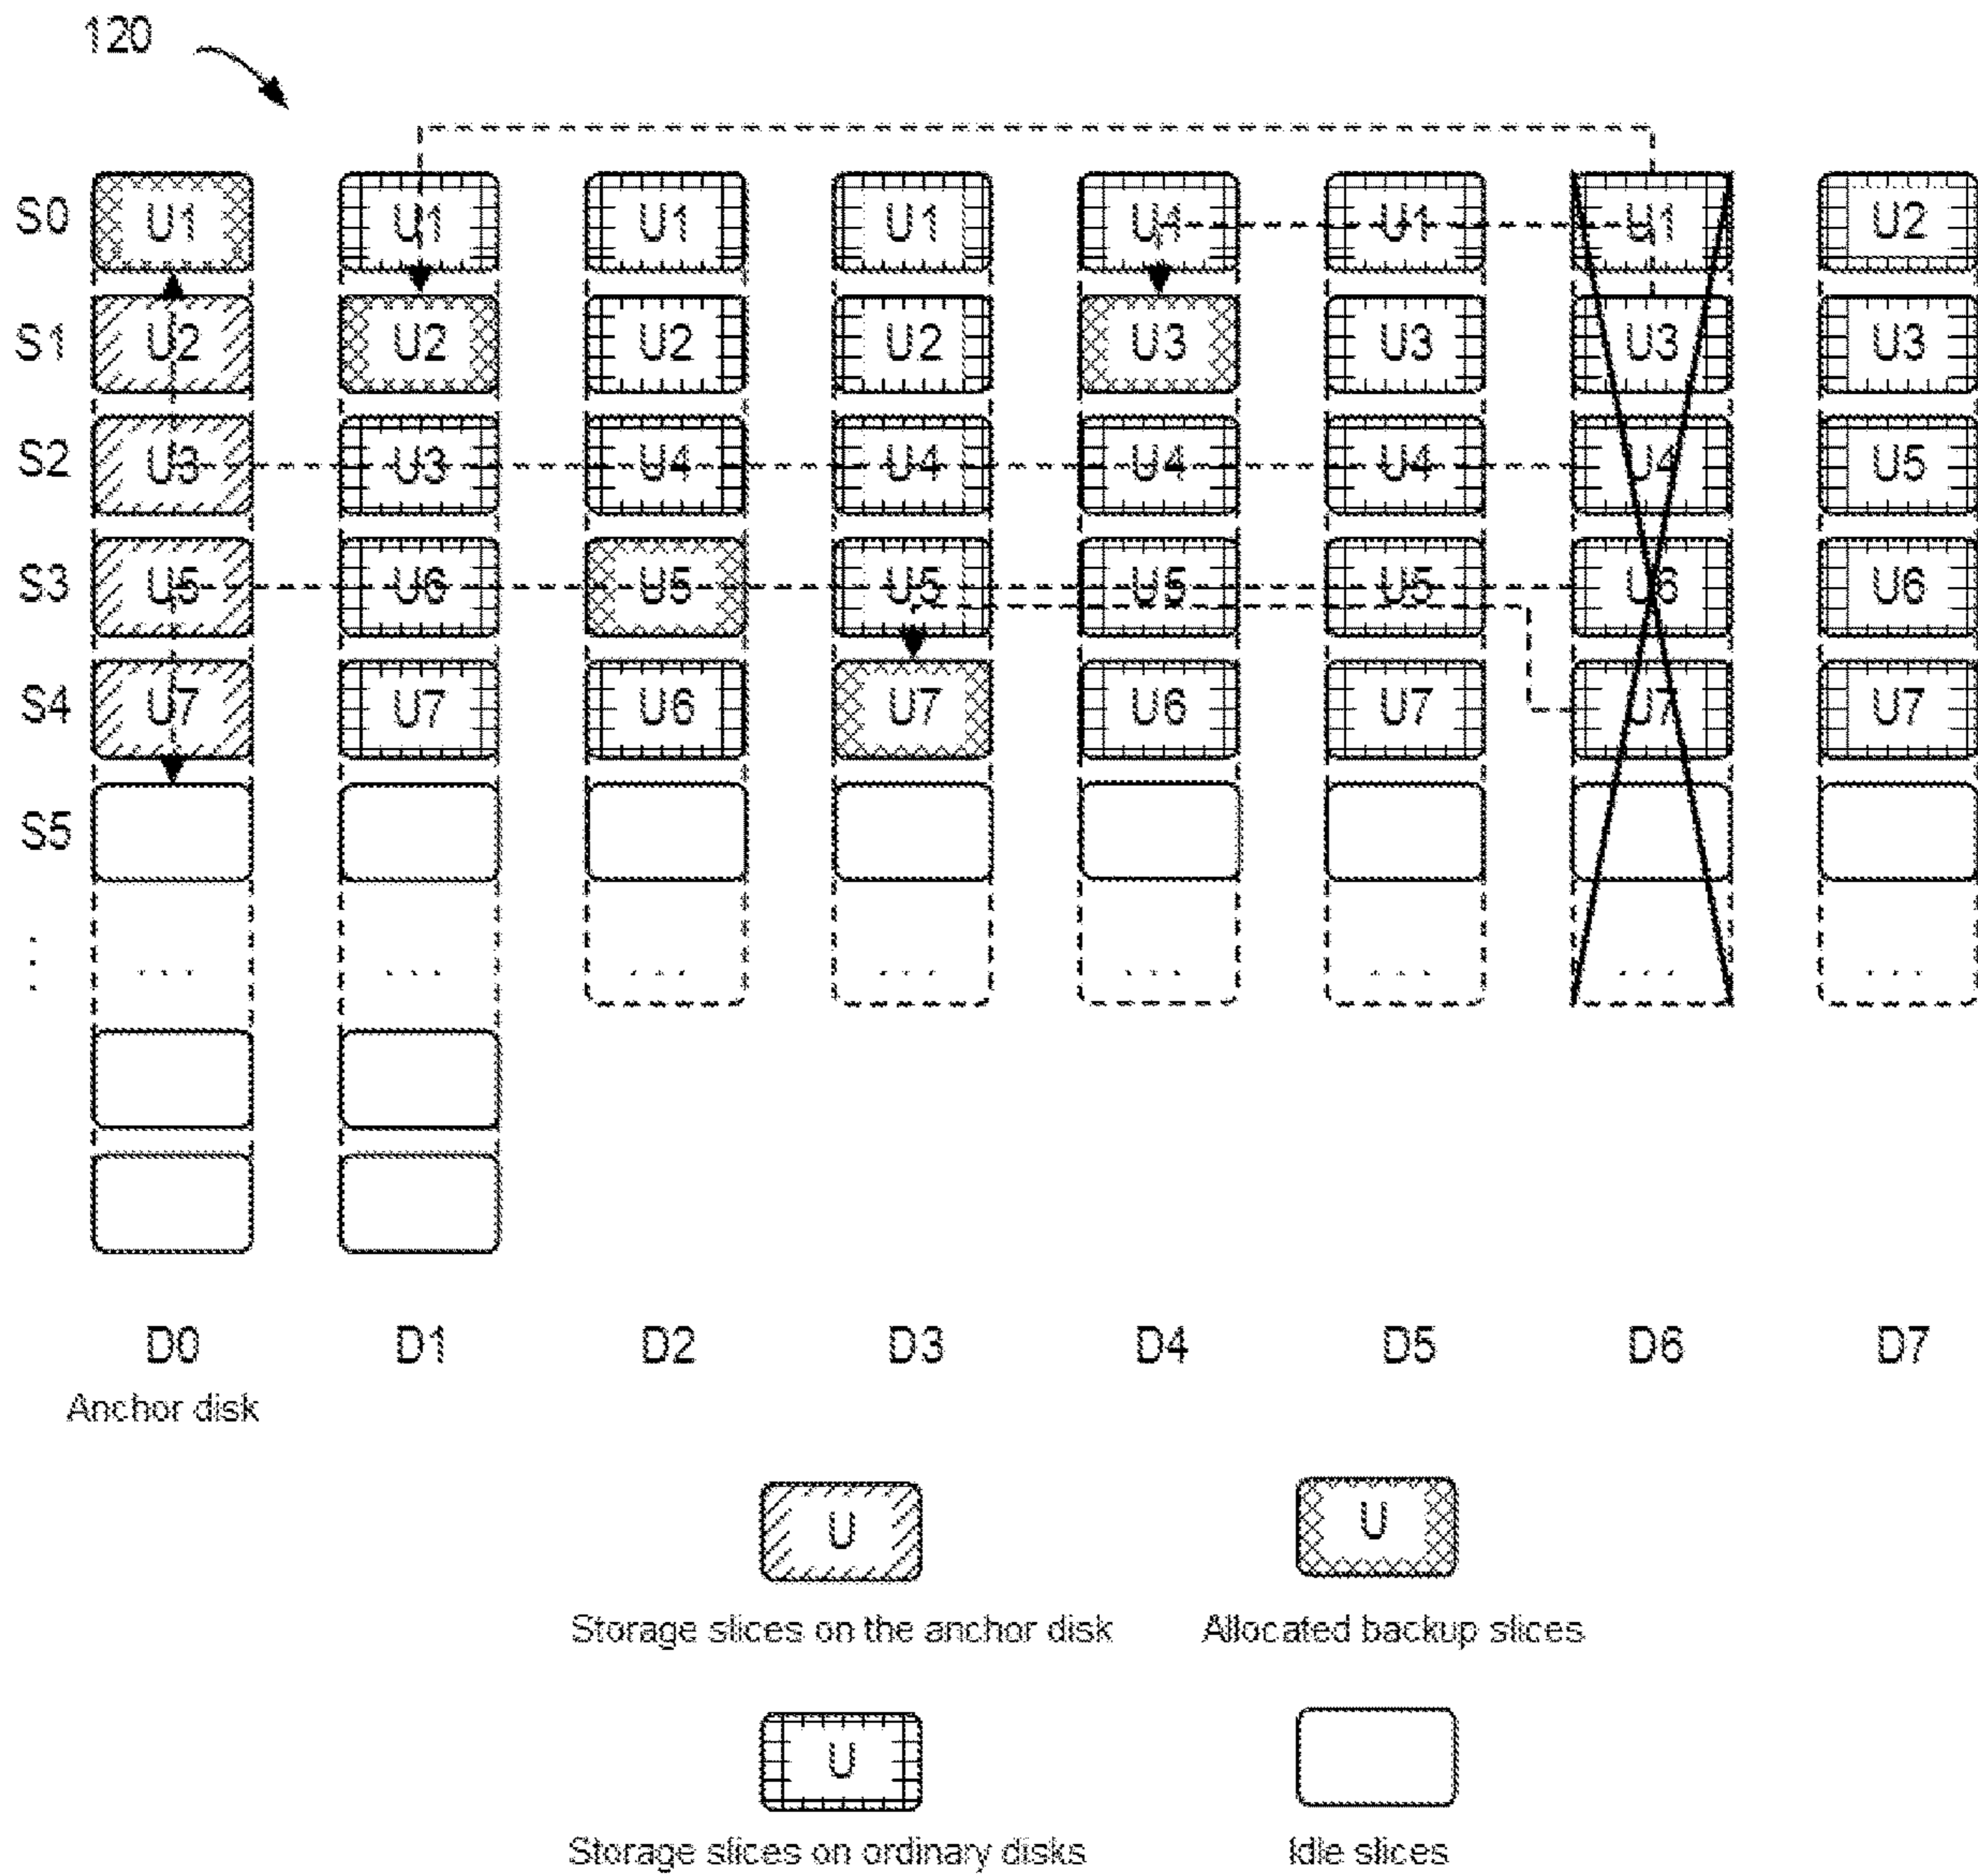 120
S0 U1 U1 U1 U1 U1 U1 U1 U2
S1 U2 U2 U2 U2 U3 U3 U3 U3
S2 U3 U3 U4 U4 U4 U4 U4 U5
S3 U5 U6 U5 U5 U5 U5 U6 U6
S4 U7 U7 U6 U7 U6 U7 U7 U7
S5
... ... ... ... ... ... ... ... ...
D0 D1 D2 D3 D4 D5 D6 D7
Anchor disk
U U
Storage slices on the anchor disk Allocated backup slices
U
Storage slices on ordinary disks Idle slices